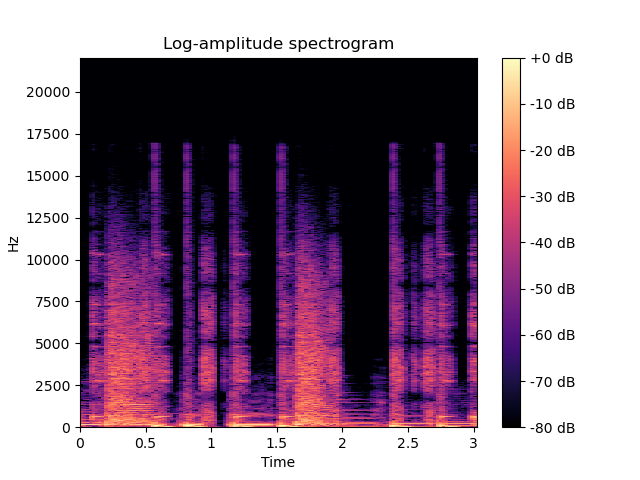 Log-amplitude spectrogram
Hz
20000
17500
15000
12500
10000
7500
5000
2500
0
0 0.5 1 1.5 2 2.5 3
Time
+0 dB
-10 dB
-20 dB
-30 dB
-40 dB
-50 dB
-60 dB
-70 dB
-80 dB